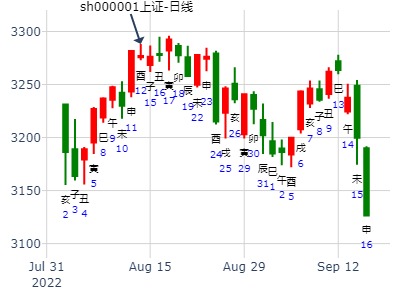 sh000001上证-日线
3300
3250
3200
3150
3100
亥
2
子
3
丑
4
寅
5
巳
8
午
9
未
10
申
11
酉
12
子
15
丑
16
寅
17
卯
18
辰
19
未
22
申
23
酉
24
戌
25
亥
26
寅
29
卯
30
辰
31
巳
1
午
2
酉
5
戌
6
亥
7
子
8
丑
9
巳
13
午
14
未
15
申
16
Jul 31
2022
Aug 15
Aug 29
Sep 12